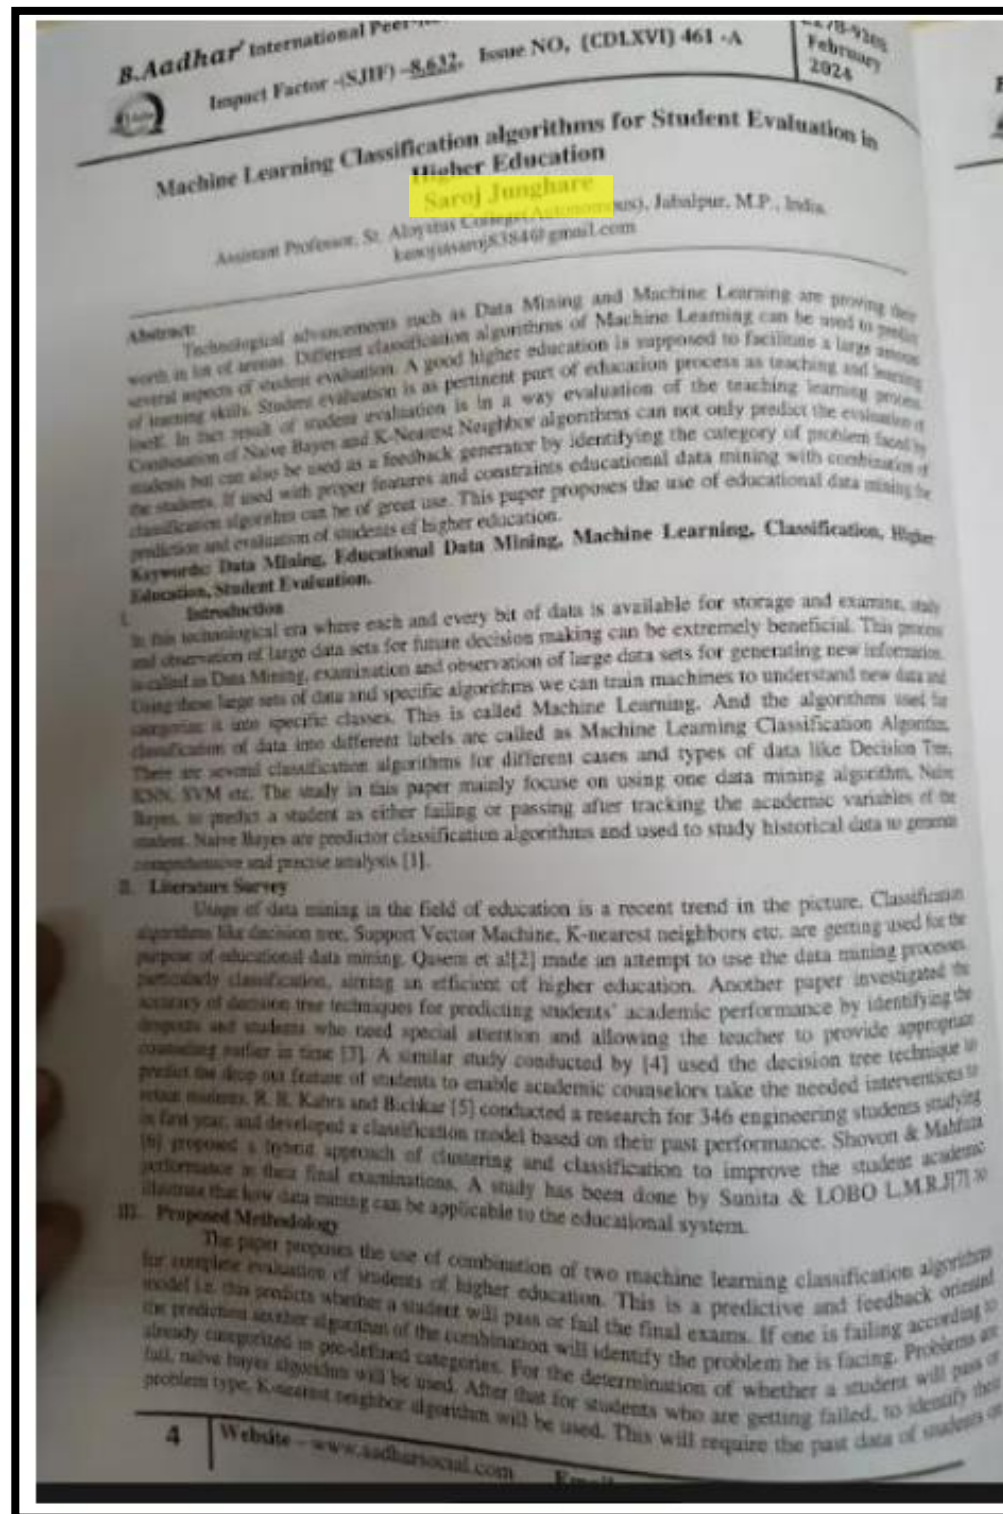 B.Aadhar' International
Impact Factor -(SJIF) -8.632, Issue NO, (CDLXVI) 461 -A
February
2024
Machine Learning Classification algorithms for Student Evaluation in
Higher Education
Saroj Junghare
Assistant Professor, St. Aloysius College(Autonomous), Jabalpur, M.P., India.
Abstract:
Technological advancements such as Data Mining and Machine Learning are proving their
worth in lot of arenas. Different classification algorithms of Machine Learning can be used to predict
several aspects of student evaluation. A good higher education is supposed to facilitate a large amount
of learning skills. Student evaluation is as pertinent part of education process as teaching and learning
itself. In fact result of student evaluation is in a way evaluation of the teaching learning process.
Combination of Naive Bayes and K-Nearest Neighbor algorithms can not only predict the evaluation of
students but can also be used as a feedback generator by identifying the category of problem faced by
the students. If used with proper features and constraints educational data mining with combination of
classification algorithm can be of great use. This paper proposes the use of educational data mining for
prediction and evaluation of students of higher education.
Keywords: Data Mining, Educational Data Mining, Machine Learning, Classification, Higher
Education, Student Evaluation.
I. Introduction
In this technological era where each and every bit of data is available for storage and examine, study
and observation of large data sets for future decision making can be extremely beneficial. This process
is called as Data Mining, examination and observation of large data sets for generating new information.
Using these large sets of data and specific algorithms we can train machines to understand new data and
categorize it into specific classes. This is called Machine Learning. And the algorithms used for
classification of data into different labels are called as Machine Learning Classification Algorithm.
There are several classification algorithms for different cases and types of data like Decision Tree,
KNN, SVM etc. The study in this paper mainly focus on using one data mining algorithm, Naive
Bayes, to predict a student as either failing or passing after tracking the academic variables of the
student. Naive Bayes are predictor classification algorithms and used to study historical data to generate
comprehensive and precise analysis [1].
II. Literature Survey
Usage of data mining in the field of education is a recent trend in the picture. Classification
algorithms like decision tree, Support Vector Machine, K-nearest neighbors etc. are getting used for the
purpose of educational data mining. Qasem et al[2] made an attempt to use the data mining processes,
particularly classification, aiming an efficient of higher education. Another paper investigated the
accuracy of decision tree techniques for predicting students' academic performance by identifying the
dropouts and students who need special attention and allowing the teacher to provide appropriate
counseling earlier in time [3]. A similar study conducted by [4] used the decision tree technique to
predict the drop out feature of students to enable academic counselors take the needed interventions to
retain students. R. R. Kabra and Bichkar [5] conducted a research for 346 engineering students studying
in first year, and developed a classification model based on their past performance. Shovon & Mahfuza
[6] proposed a hybrid approach of clustering and classification to improve the student academic
performance in their final examinations. A study has been done by Sunita & LOBO L.M.R.J[7] to
illustrate that how data mining can be applicable to the educational system.
III. Proposed Methodology
The paper proposes the use of combination of two machine learning classification algorithm
for complete evaluation of students of higher education. This is a predictive and feedback oriented
model i.e. this predicts whether a student will pass or fail the final exams. If one is failing according to
the prediction another algorithm of the combination will identify the problem he is facing. Problems are
already categorized in pre-defined categories. For the determination of whether a student will pass or
fail, naive bayes algorithm will be used. After that for students who are getting failed, to identify their
problem type, K-nearest neighbor algorithm will be used. This will require the past data of students on
4 Website – www.aadharsocial.com